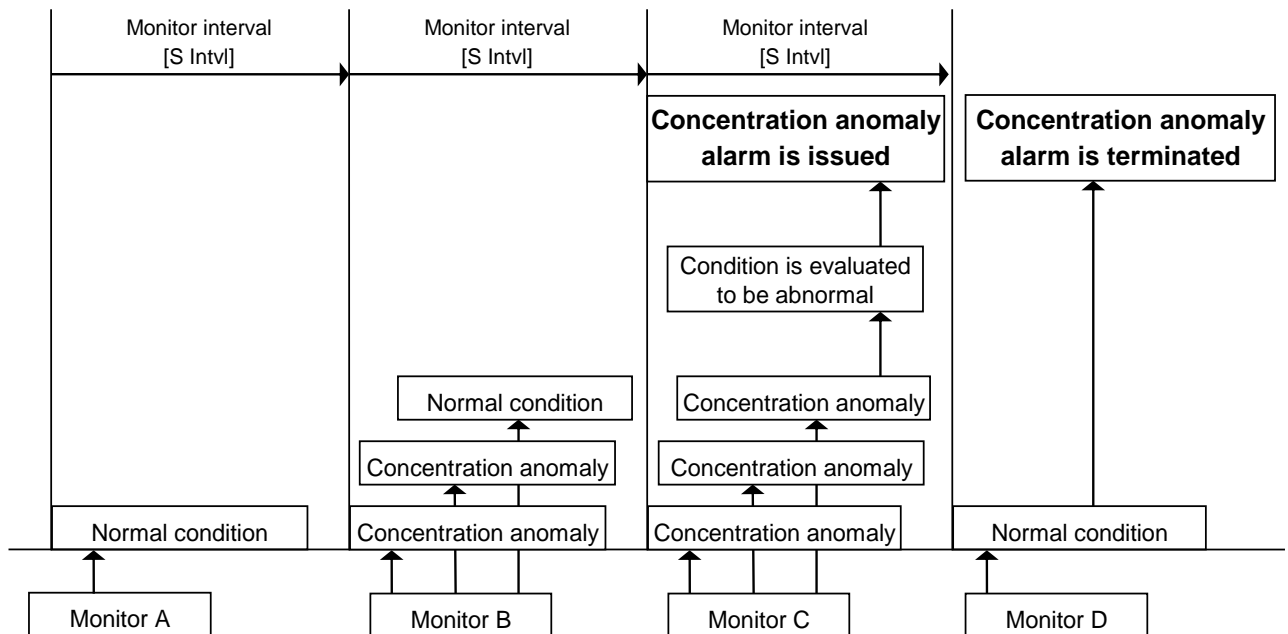 Monitor interval
[S Intvl]
Monitor interval
[S Intvl]
Monitor interval
[S Intvl]
Concentration anomaly
alarm is issued
Concentration anomaly
alarm is terminated
Condition is evaluated
to be abnormal
Normal condition
Concentration anomaly
Concentration anomaly
Concentration anomaly
Normal condition
Concentration anomaly
Concentration anomaly
Normal condition
Monitor A
Monitor B
Monitor C
Monitor D